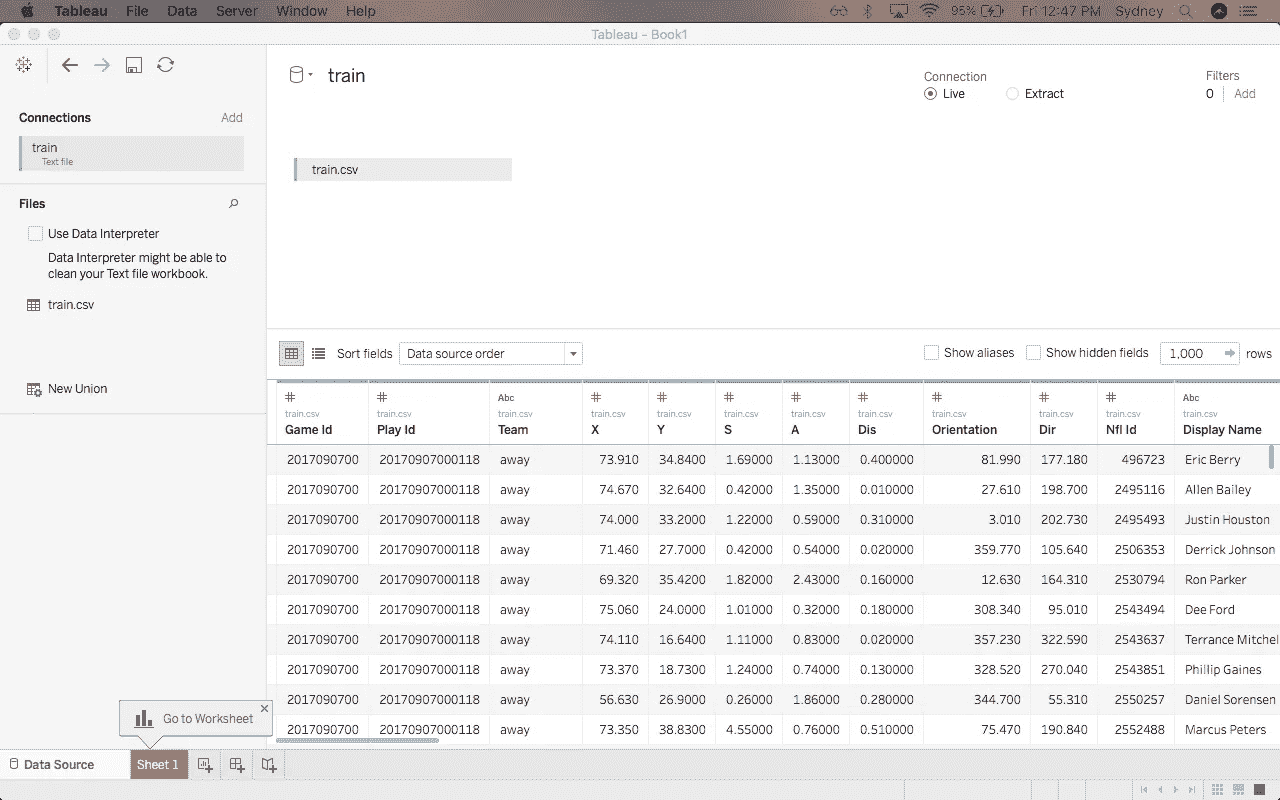 Tableau File Data Server Window Help 95% Fri 12:47 PM Sydney
Tableau - Book1
train
Connection
Live Extract
Filters
0 Add
Connections Add
train
Text file
train.csv
Files
Use Data Interpreter
Data Interpreter might be able to
clean your Text file workbook.
train.csv
New Union
Sort fields Data source order Show aliases Show hidden fields 1,000 rows
# # Abc # # # # # # # # Abc
train.csv train.csv train.csv train.csv train.csv train.csv train.csv train.csv train.csv train.csv train.csv train.csv
Game Id Play Id Team X Y S A Dis Orientation Dir Nfl Id Display Name
2017090700 20170907000118 away 73.910 34.8400 1.69000 1.13000 0.400000 81.990 177.180 496723 Eric Berry
2017090700 20170907000118 away 74.670 32.6400 0.42000 1.35000 0.010000 27.610 198.700 2495116 Allen Bailey
2017090700 20170907000118 away 74.000 33.2000 1.22000 0.59000 0.310000 3.010 202.730 2495493 Justin Houston
2017090700 20170907000118 away 71.460 27.7000 0.42000 0.54000 0.020000 359.770 105.640 2506353 Derrick Johnson
2017090700 20170907000118 away 69.320 35.4200 1.82000 2.43000 0.160000 12.630 164.310 2530794 Ron Parker
2017090700 20170907000118 away 75.060 24.0000 1.01000 0.32000 0.180000 308.340 95.010 2543494 Dee Ford
2017090700 20170907000118 away 74.110 16.6400 1.11000 0.83000 0.020000 357.230 322.590 2543637 Terrance Mitchel
2017090700 20170907000118 away 73.370 18.7300 1.24000 0.74000 0.130000 328.520 270.040 2543851 Phillip Gaines
2017090700 20170907000118 away 56.630 26.9000 0.26000 1.86000 0.280000 344.700 55.310 2550257 Daniel Sorensen
2017090700 20170907000118 away 73.350 38.8300 4.55000 0.76000 0.510000 75.470 190.840 2552488 Marcus Peters
Go to Worksheet
Data Source Sheet 1